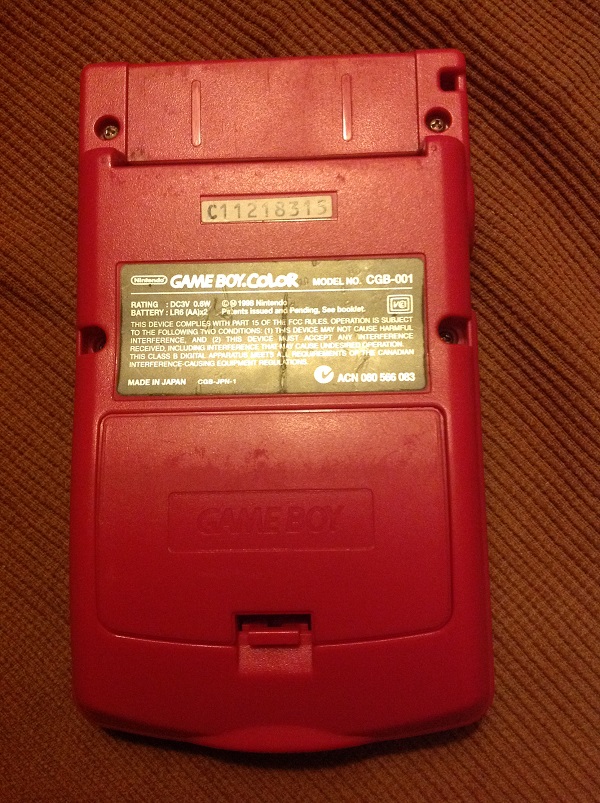 C11218315
Nintendo GAME BOY COLOR MODEL NO. CGB-001
RATING : DC3V 0.6W © 1998 Nintendo
BATTERY : LR6 (AA)x2 Patents Issued and Pending, See booklet
THIS DEVICE COMPLIES WITH PART 15 OF THE FCC RULES. OPERATION IS SUBJECT
TO THE FOLLOWING TWO CONDITIONS: (1) THIS DEVICE MAY NOT CAUSE HARMFUL
INTERFERENCE, AND (2) THIS DEVICE MUST ACCEPT ANY INTERFERENCE
RECEIVED, INCLUDING INTERFERENCE THAT MAY CAUSE UNDESIRED OPERATION.
THIS CLASS B DIGITAL APPARATUS MEETS ALL REQUIREMENTS OF THE CANADIAN
INTERFERENCE-CAUSING EQUIPMENT REGULATIONS.
MADE IN JAPAN CGB-JPN-1 ACN 060 566 083
GAME BOY